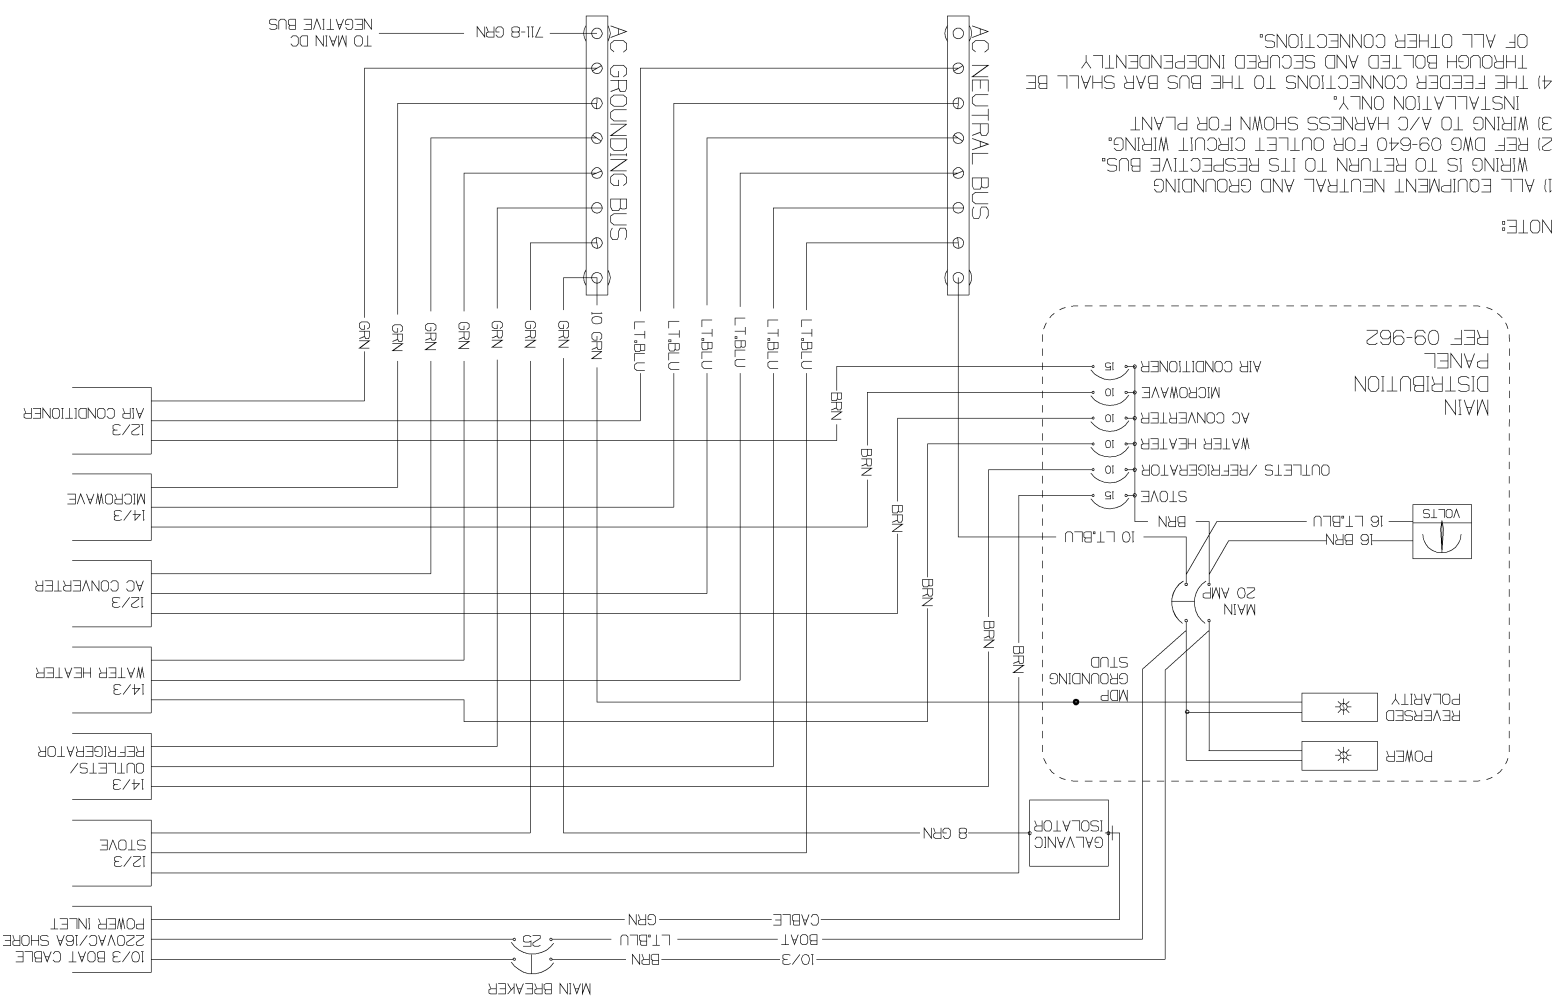 MAIN BREAKER
10/3
BRN
BOAT
LT.BLU
25
CABLE
GRN
10/3 BOAT CABLE
220VAC/16A SHORE
POWER INLET
GALVANIC
ISOLATOR
8 GRN
12/3
STOVE
14/3
OUTLETS/
REFRIGERATOR
14/3
WATER HEATER
12/3
AC CONVERTER
14/3
MICROWAVE
12/3
AIR CONDITIONER
POWER
REVERSED
POLARITY
MDP
GROUNDING
STUD
MAIN
20 AMP
VOLTS
16 BRN
16 LT.BLU
10 LT.BLU
BRN
STOVE
15
OUTLETS/REFRIGERATOR
10
WATER HEATER
10
AC CONVERTER
10
MICROWAVE
10
AIR CONDITIONER
15
MAIN
DISTRIBUTION
PANEL
REF 09-962
BRN
BRN
BRN
BRN
BRN
BRN
LT.BLU
LT.BLU
LT.BLU
LT.BLU
LT.BLU
LT.BLU
10 GRN
GRN
GRN
GRN
GRN
GRN
GRN
GRN
NOTE:
1) ALL EQUIPMENT NEUTRAL AND GROUNDING
WIRING IS TO RETURN TO ITS RESPECTIVE BUS.
2) REF DWG 09-640 FOR OUTLET CIRCUIT WIRING.
3) WIRING TO A/C HARNESS SHOWN FOR PLANT
INSTALLATION ONLY.
4) THE FEEDER CONNECTIONS TO THE BUS BAR SHALL BE
THROUGH BOLTED AND SECURED INDEPENDENTLY
OF ALL OTHER CONNECTIONS.
AC NEUTRAL BUS
AC GROUNDING BUS
711-8 GRN
TO MAIN DC
NEGATIVE BUS